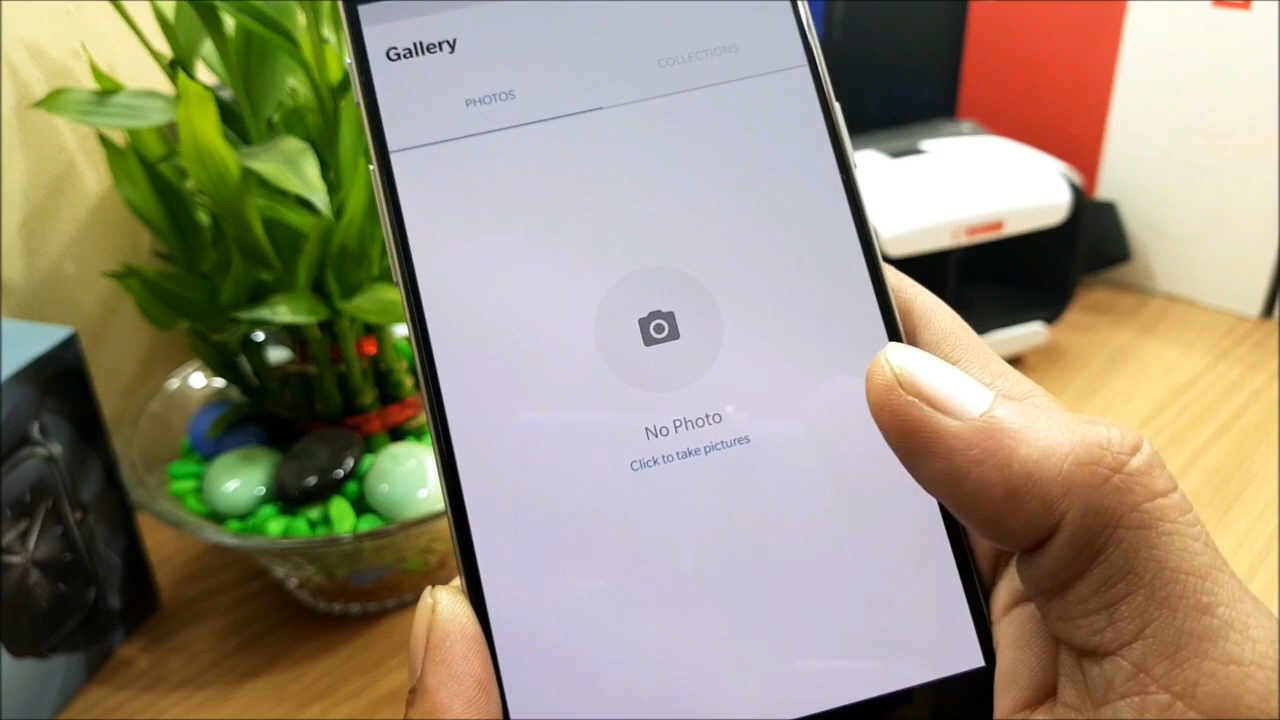 Gallery
PHOTOS
COLLECTIONS
No Photo
Click to take pictures